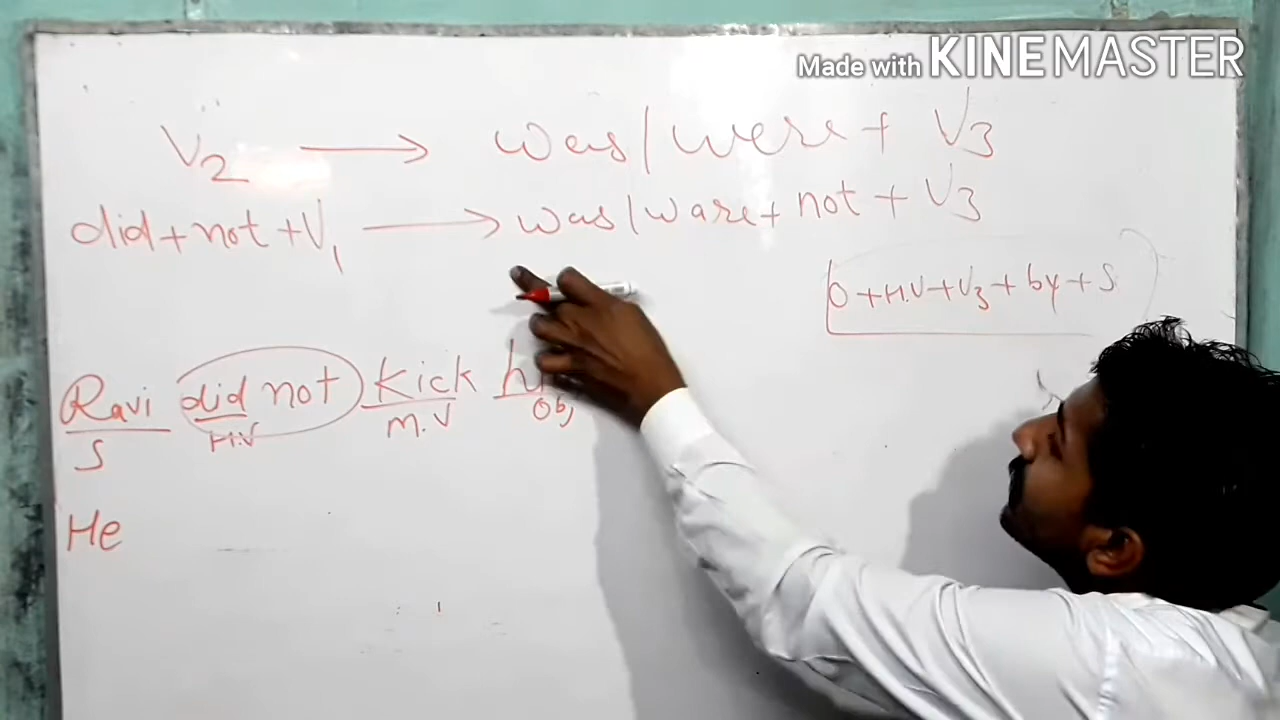 Made with KINEMASTER
V2 → was/were + V3
did + not + V1 → was/ware + not + V3
O + H.V + V3 + by + S
Ravi did not Kick
S H.V M.V Obj
He